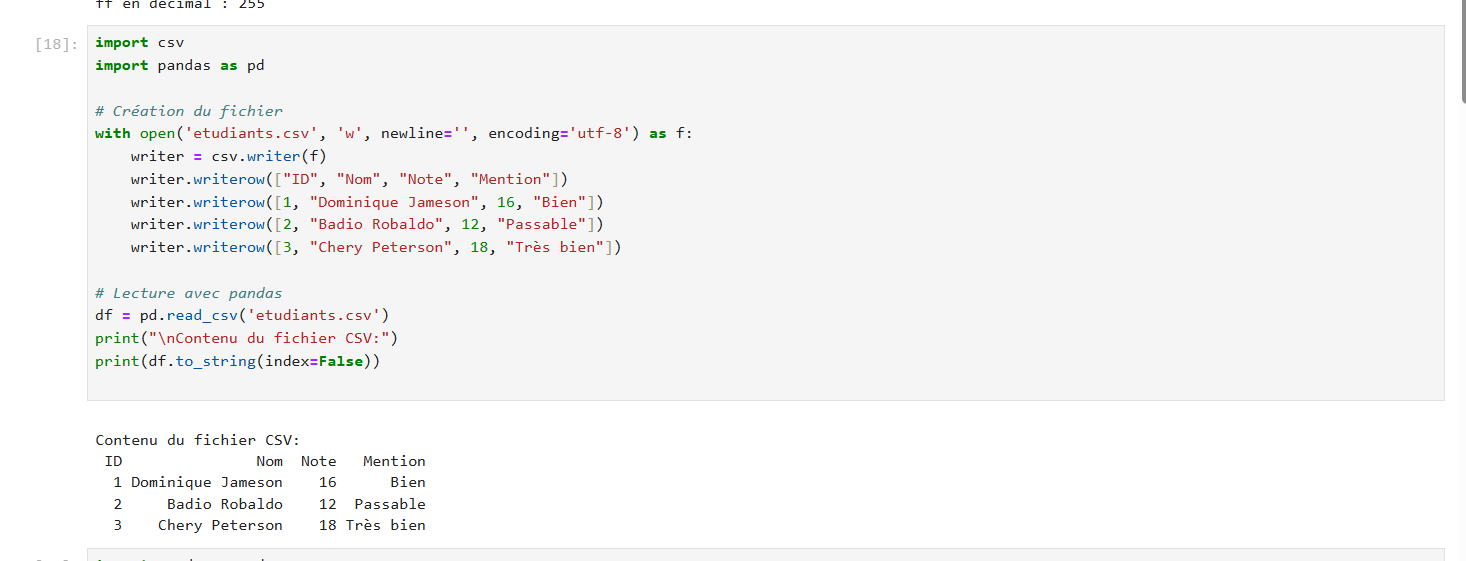 ff en décimal : 255
[18]:
import csv
import pandas as pd
# Création du fichier
with open('etudiants.csv', 'w', newline='', encoding='utf-8') as f:
    writer = csv.writer(f)
    writer.writerow(["ID", "Nom", "Note", "Mention"])
    writer.writerow([1, "Dominique Jameson", 16, "Bien"])
    writer.writerow([2, "Badio Robaldo", 12, "Passable"])
    writer.writerow([3, "Chery Peterson", 18, "Très bien"])
# Lecture avec pandas
df = pd.read_csv('etudiants.csv')
print("\nContenu du fichier CSV:")
print(df.to_string(index=False))
Contenu du fichier CSV:
 ID               Nom  Note   Mention
  1 Dominique Jameson    16      Bien
  2     Badio Robaldo    12  Passable
  3    Chery Peterson    18 Très bien